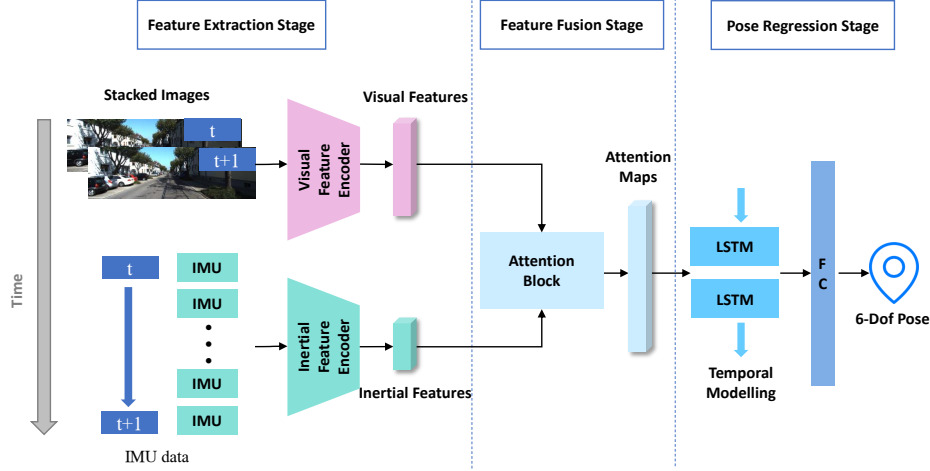 Feature Extraction Stage
Feature Fusion Stage
Pose Regression Stage
Stacked Images
t
t+1
Visual
Feature
Encoder
Visual Features
Time
t
t+1
IMU
IMU
IMU
IMU
IMU data
Inertial
Feature
Encoder
Inertial Features
Attention
Block
Attention
Maps
LSTM
LSTM
Temporal
Modelling
F
C
6-Dof Pose